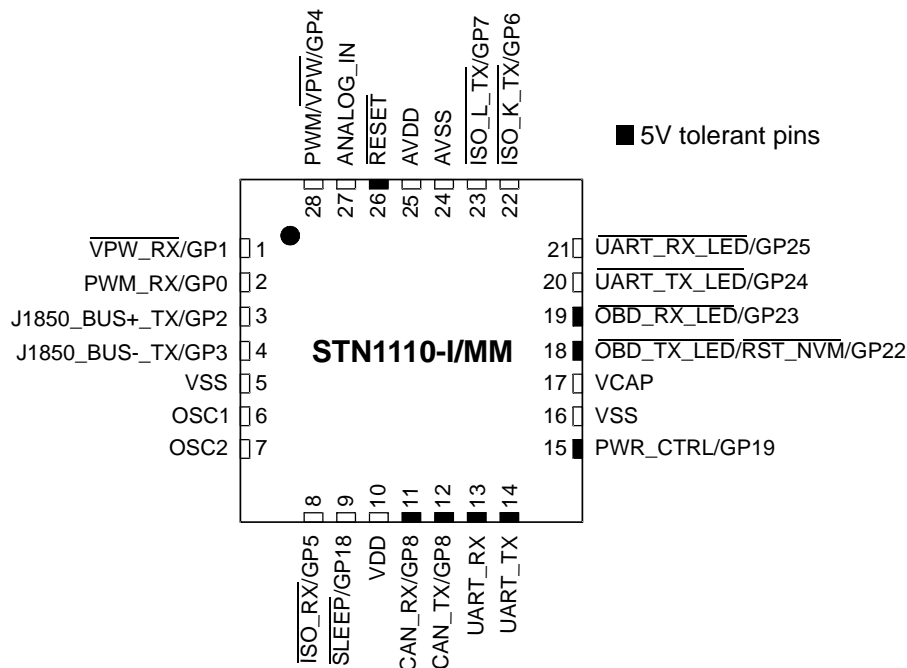 PWM/VPW/GP4
ANALOG_IN
RESET
AVDD
AVSS
ISO_L_TX/GP7
ISO_K_TX/GP6
5V tolerant pins
28
27
26
25
24
23
22
VPW_RX/GP1
1
PWM_RX/GP0
2
J1850_BUS+_TX/GP2
3
J1850_BUS-_TX/GP3
4
VSS
5
OSC1
6
OSC2
7
STN1110-I/MM
21
UART_RX_LED/GP25
20
UART_TX_LED/GP24
19
OBD_RX_LED/GP23
18
OBD_TX_LED/RST_NVM/GP22
17
VCAP
16
VSS
15
PWR_CTRL/GP19
8
9
10
11
12
13
14
ISO_RX/GP5
SLEEP/GP18
VDD
CAN_RX/GP8
CAN_TX/GP8
UART_RX
UART_TX